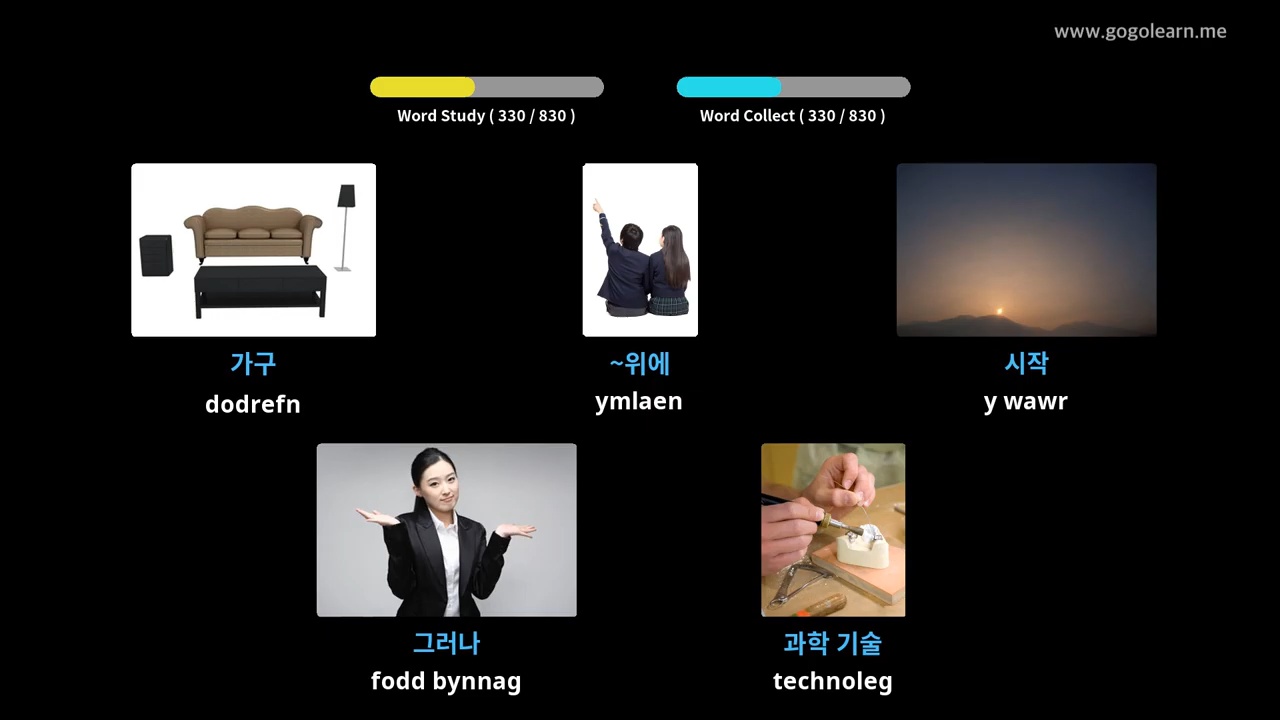 www.gogolearn.me
Word Study ( 330 / 830 )
Word Collect ( 330 / 830 )
가구
dodrefn
~위에
ymlaen
시작
y wawr
그러나
fodd bynnag
과학 기술
technoleg